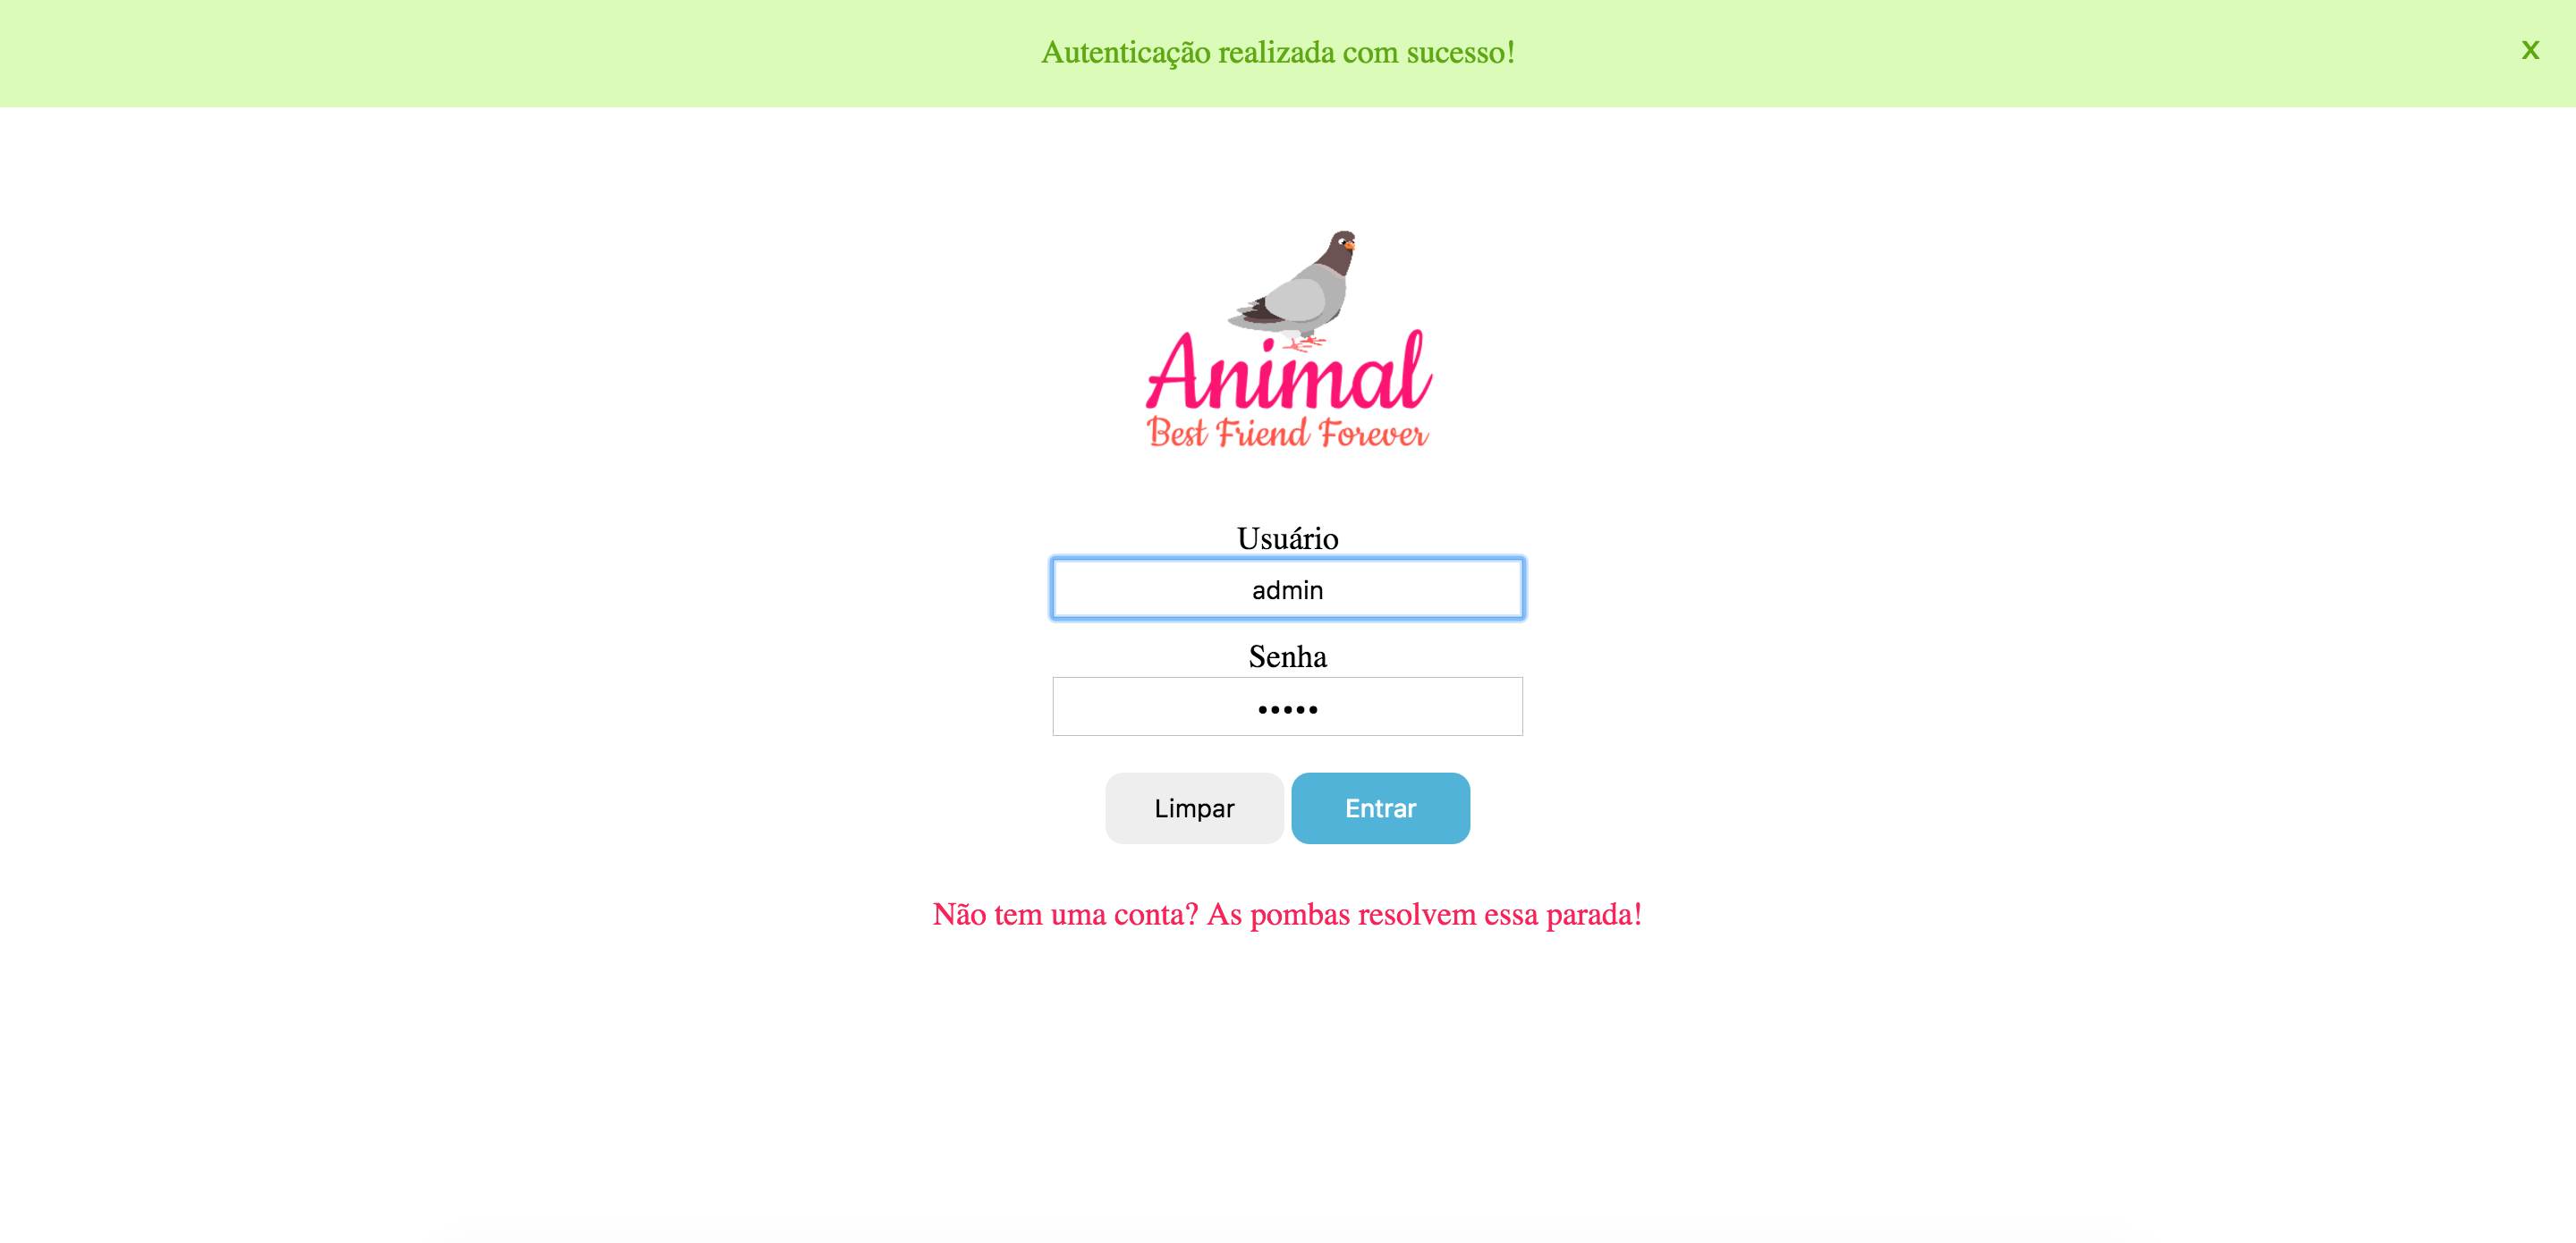 Autenticação realizada com sucesso!
X
Animal
Best Friend Forever
Usuário
admin
Senha
•••••
Limpar
Entrar
Não tem uma conta? As pombas resolvem essa parada!